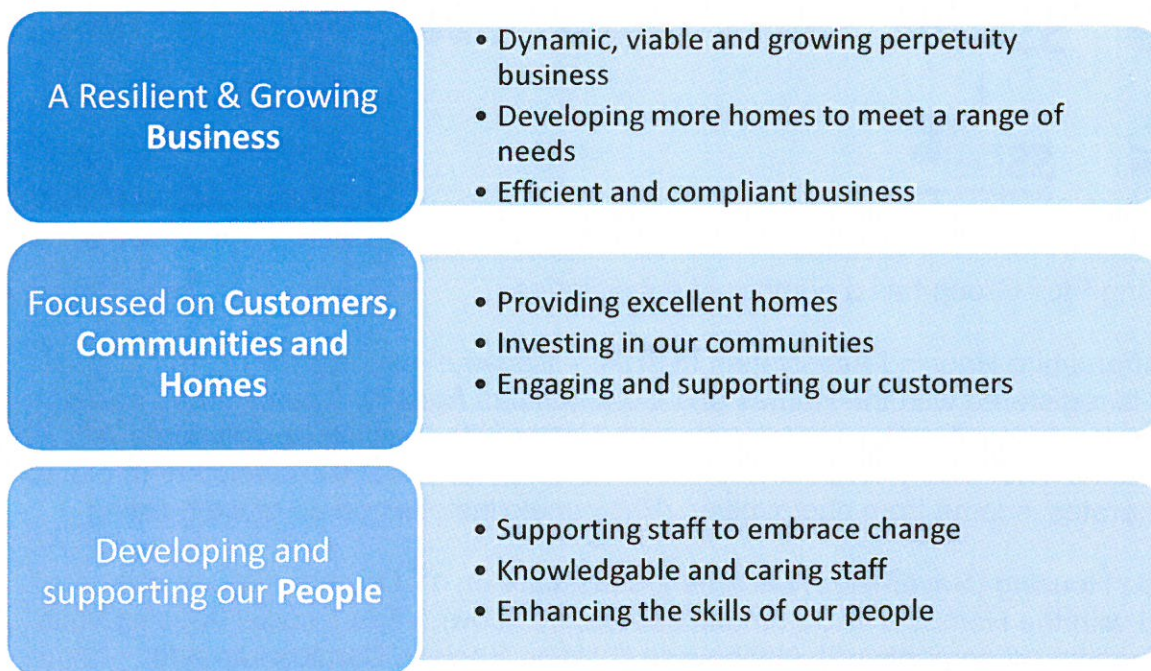 A Resilient & Growing
Business
• Dynamic, viable and growing perpetuity
business
• Developing more homes to meet a range of
needs
• Efficient and compliant business
Focussed on Customers,
Communities and
Homes
• Providing excellent homes
• Investing in our communities
• Engaging and supporting our customers
Developing and
supporting our People
• Supporting staff to embrace change
• Knowledgable and caring staff
• Enhancing the skills of our people